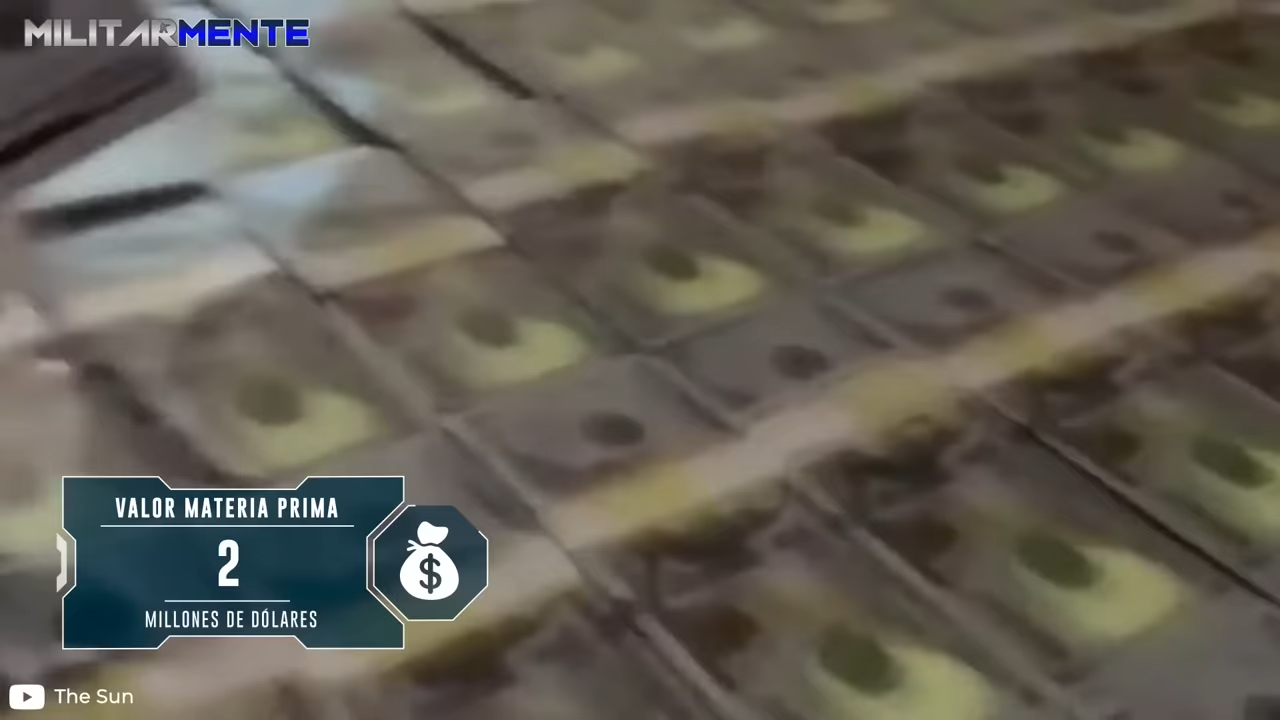 MILITARMENTE
VALOR MATERIA PRIMA
2
MILLONES DE DÓLARES
$
The Sun